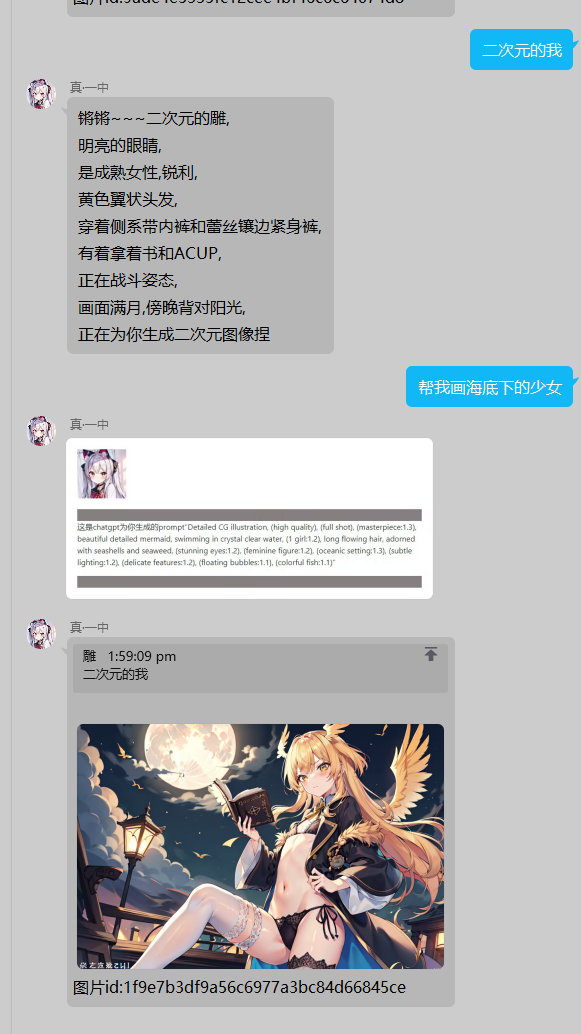 二次元的我
真·一中
锵锵~~~二次元的雕,
明亮的眼睛,
是成熟女性,锐利,
黄色翼状头发,
穿着侧系带内裤和蕾丝镶边紧身裤,
有着拿着书和ACUP,
正在战斗姿态,
画面满月,傍晚背对阳光,
正在为你生成二次元图像捏
帮我画海底下的少女
真·一中
这是chatgpt为你生成的prompt"Detailed CG illustration, (high quality), (full shot), (masterpiece:1.3),
beautiful detailed mermaid, swimming in crystal clear water, (1 girl:1.2), long flowing hair, adorned
with seashells and seaweed, (stunning eyes:1.2), (feminine figure:1.2), (oceanic setting:1.3), (subtle
lighting:1.2), (delicate features:1.2), (floating bubbles:1.1), (colorful fish:1.1)"
真·一中
雕 1:59:09 pm
二次元的我
图片id:1f9e7b3df9a56c6977a3bc84d66845ce